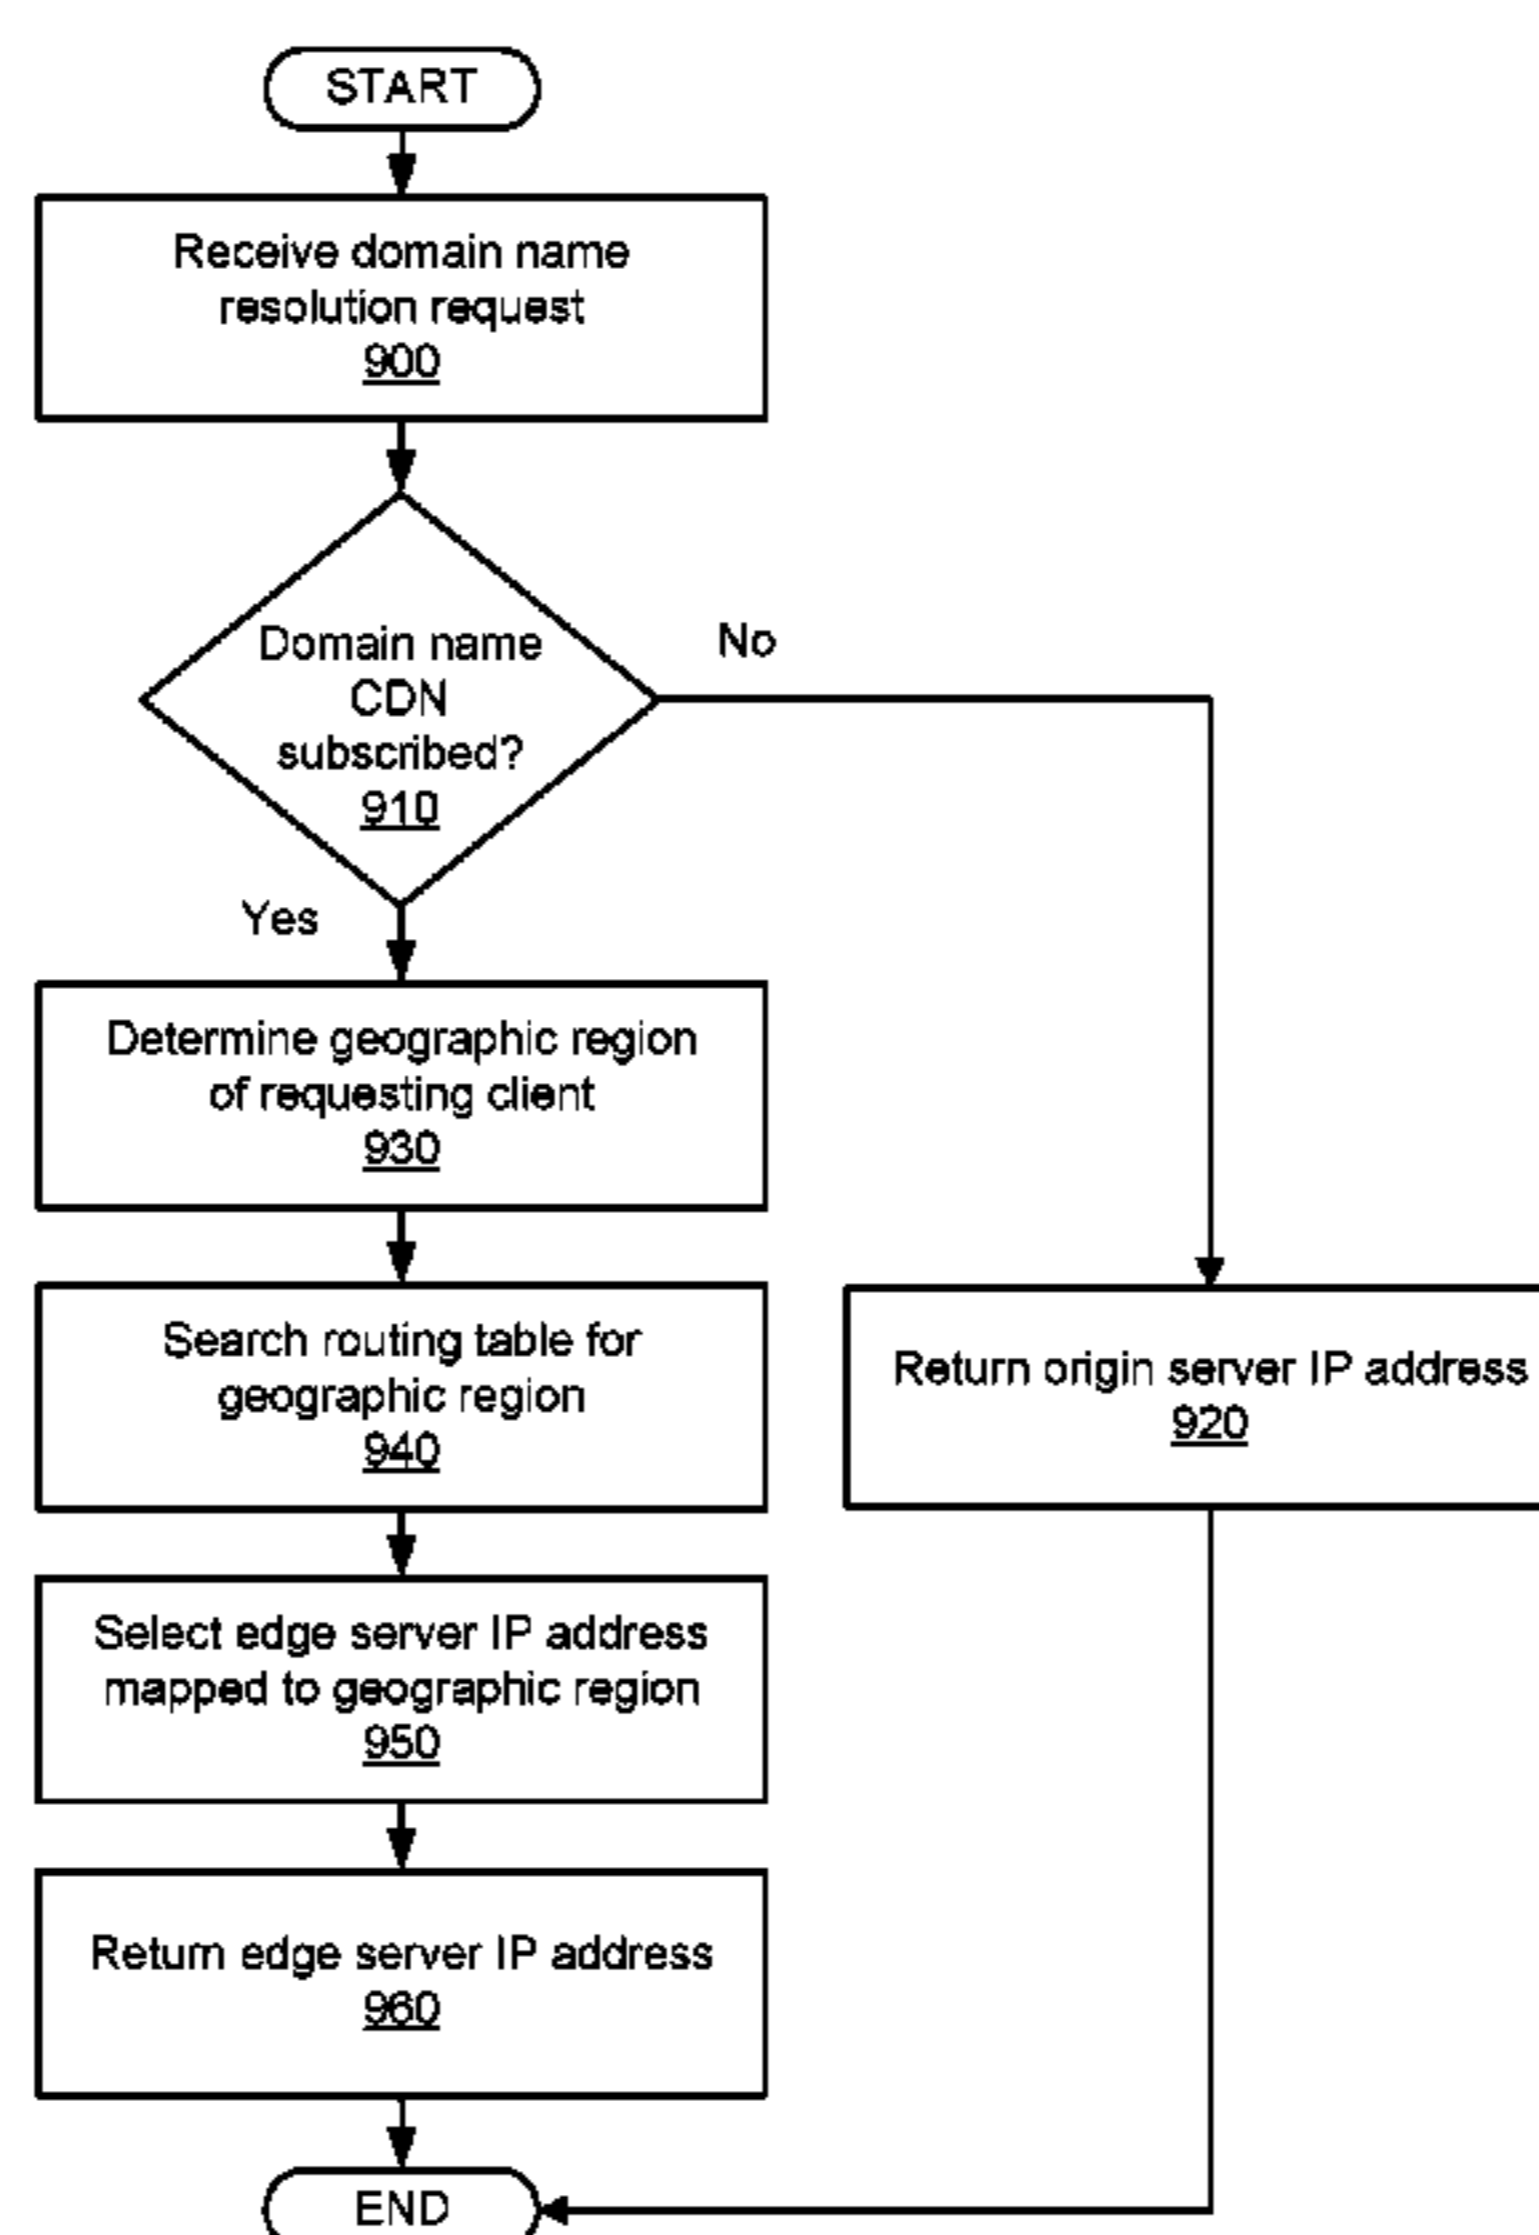 START
Receive domain name
resolution request
900
Domain name
CDN
subscribed?
910
No
Yes
Determine geographic region
of requesting client
930
Search routing table for
geographic region
940
Return origin server IP address
920
Select edge server IP address
mapped to geographic region
950
Return edge server IP address
960
END